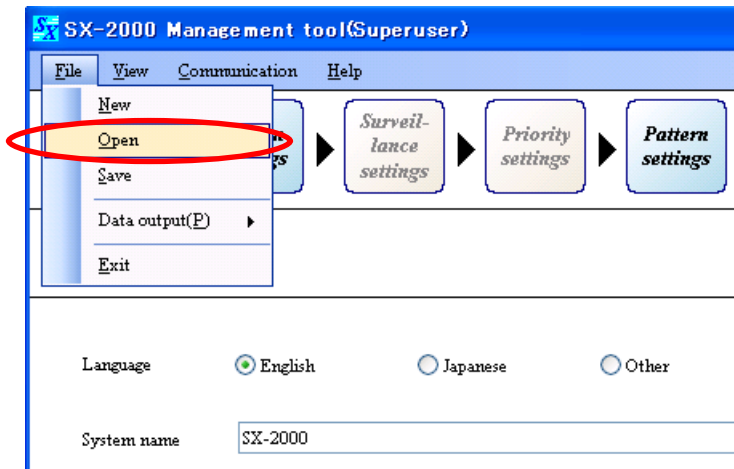 SX SX-2000 Management tool(Superuser)
File View Communication Help
New
Open
Save
Data output(P)
Exit
Surveil-
lance
settings
Priority
settings
Pattern
settings
Language English Japanese Other
System name SX-2000